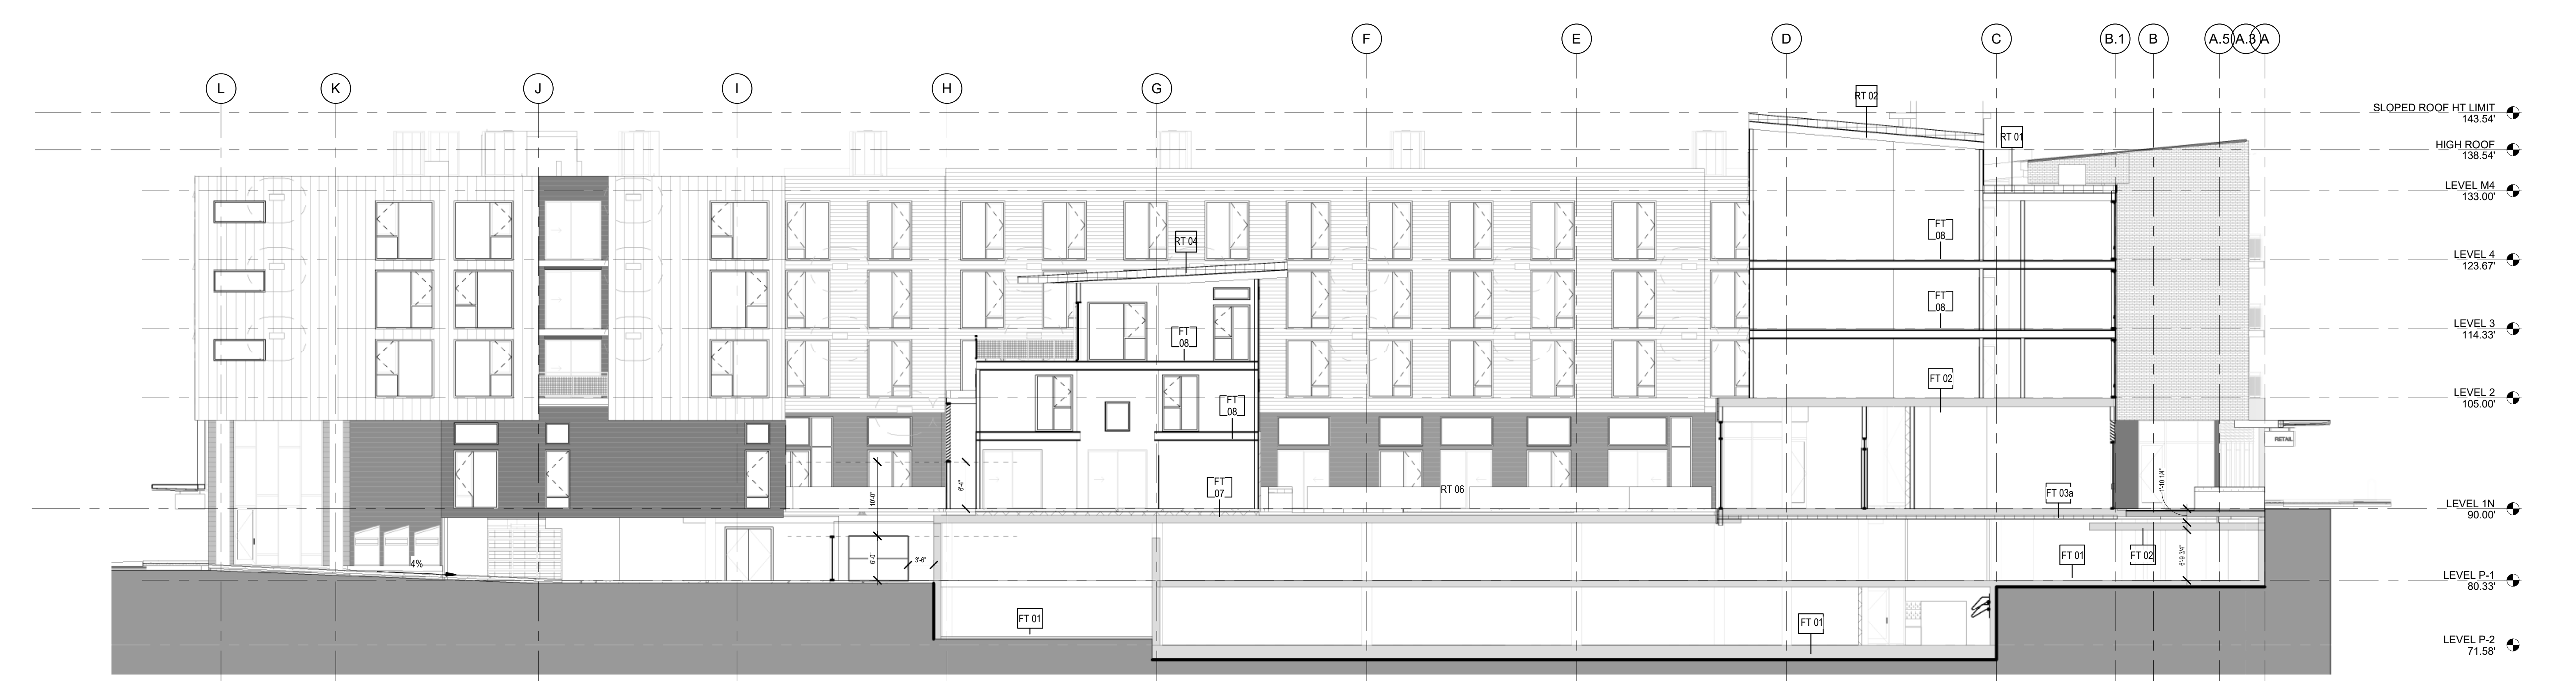 F
E
D
C
B.1
B
A.5
A.3
A
L
K
J
I
H
G
RT 02
SLOPED ROOF HT LIMIT
143.54'
RT 01
HIGH ROOF
138.54'
LEVEL M4
133.00'
RT 04
FT
08
LEVEL 4
123.67'
FT
08
LEVEL 3
114.33'
FT
08
FT 02
LEVEL 2
105.00'
FT
08
RETAIL
10'-0"
6'-4"
FT
07
RT 06
FT 03a
1'-10 1/4"
LEVEL 1N
90.00'
4%
6'-0"
3'-6"
FT 01
FT 02
6'-9 3/4"
LEVEL P-1
80.33'
FT 01
FT 01
LEVEL P-2
71.58'